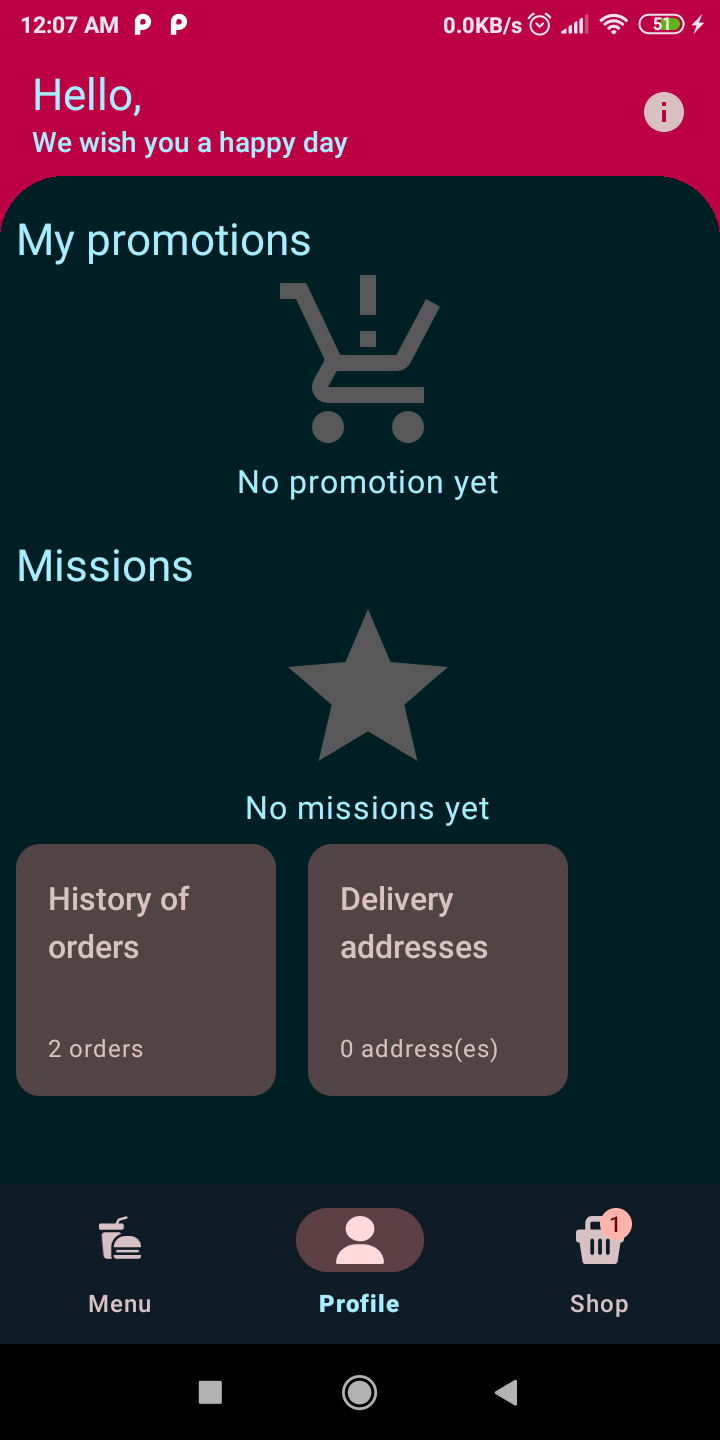 12:07 AM 0.0KB/s 51
Hello,
We wish you a happy day
My promotions
No promotion yet
Missions
No missions yet
History of
orders
2 orders
Delivery
addresses
0 address(es)
1
Menu
Profile
Shop